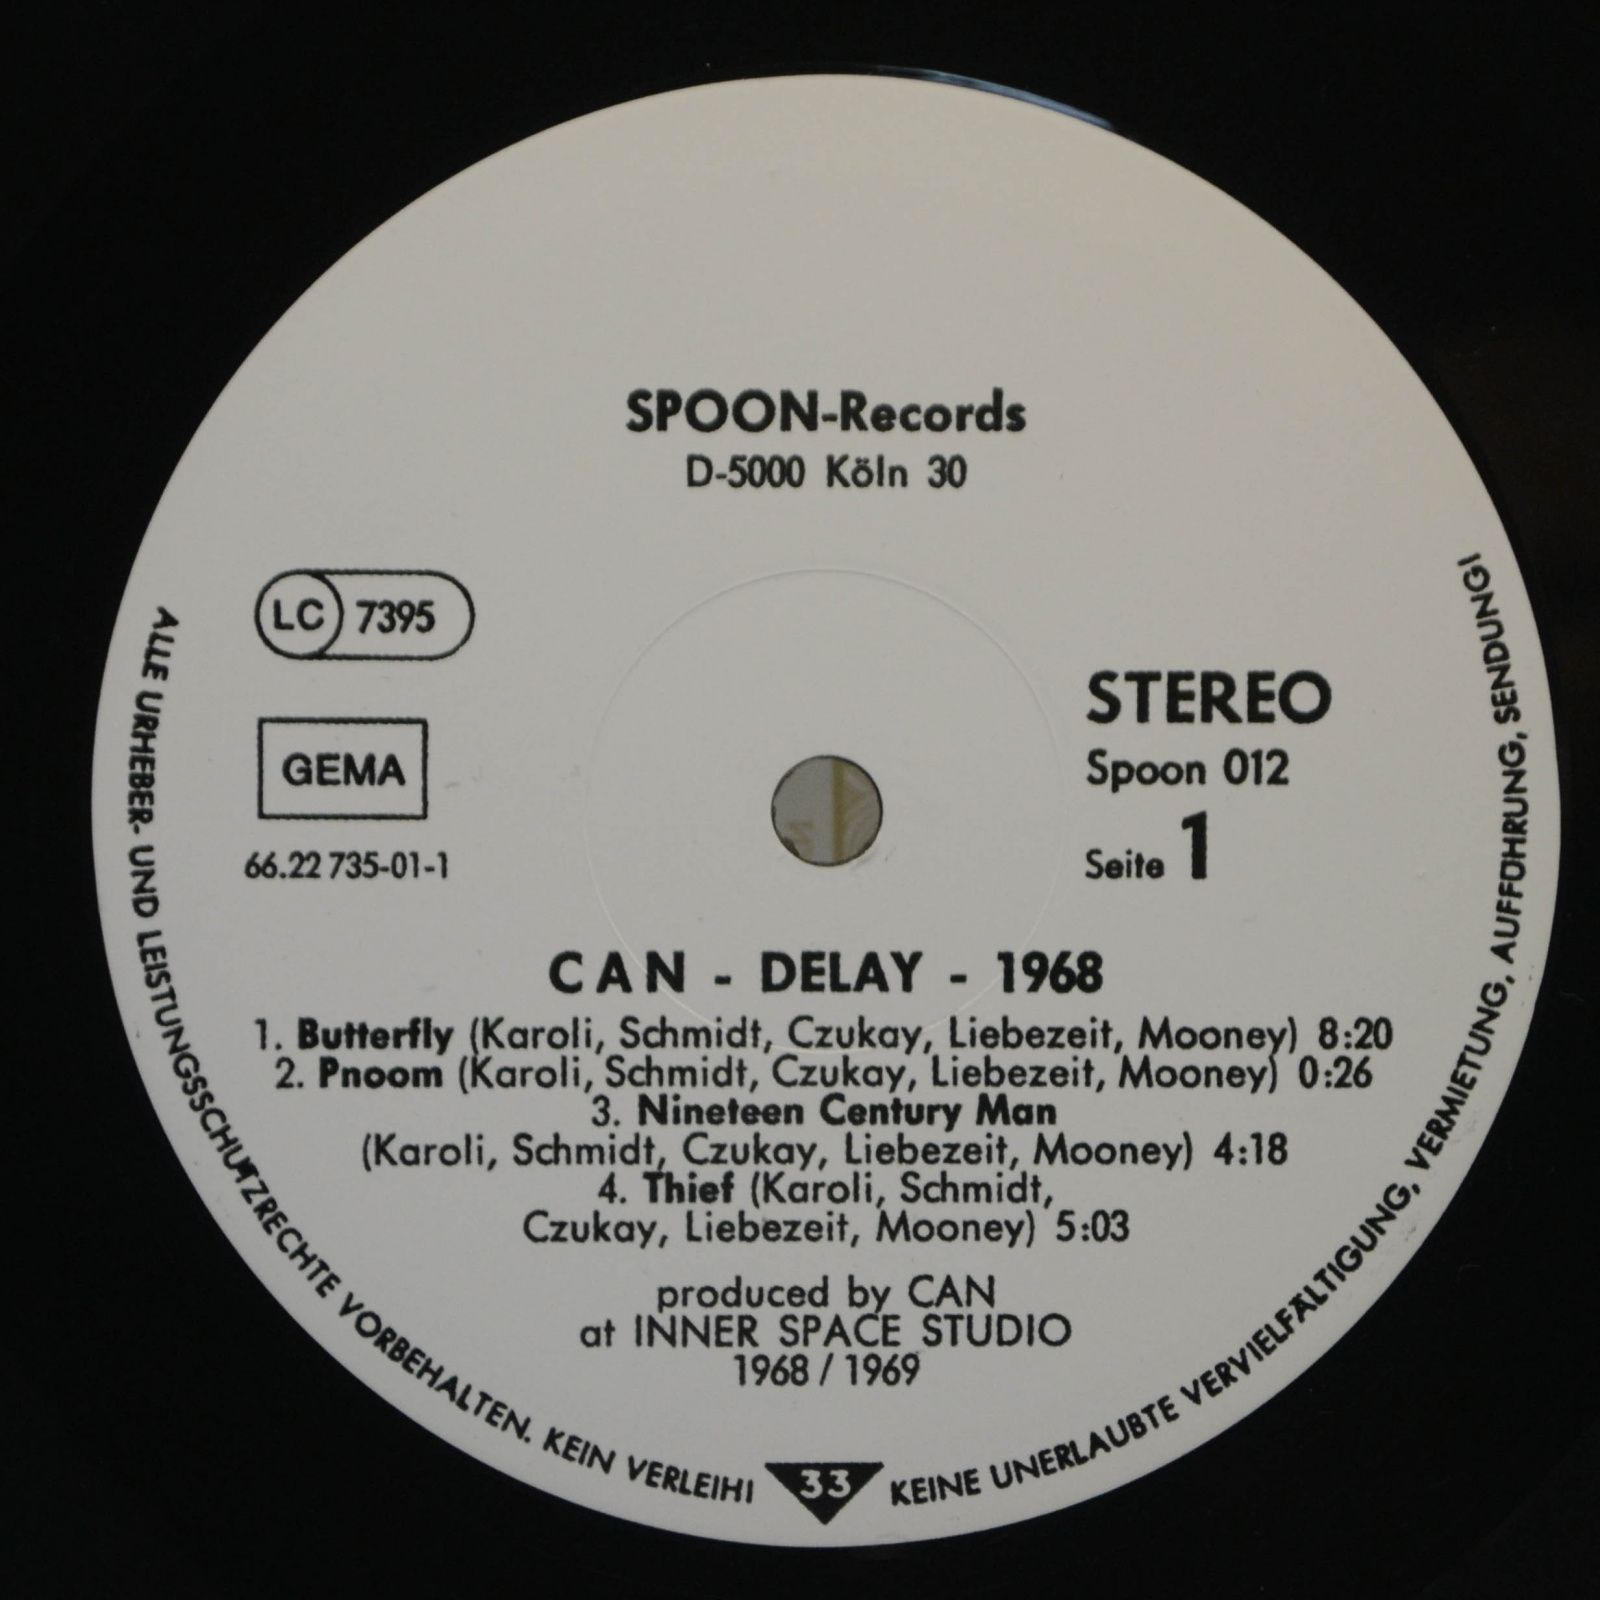 SPOON-Records
D-5000 Köln 30
LC 7395
GEMA
66.22 735-01-1
STEREO
Spoon 012
Seite 1
CAN - DELAY - 1968
1. Butterfly (Karoli, Schmidt, Czukay, Liebezeit, Mooney) 8:20
2. Pnoom (Karoli, Schmidt, Czukay, Liebezeit, Mooney) 0:26
3. Nineteen Century Man
(Karoli, Schmidt, Czukay, Liebezeit, Mooney) 4:18
4. Thief (Karoli, Schmidt,
Czukay, Liebezeit, Mooney) 5:03
produced by CAN
at INNER SPACE STUDIO
1968 / 1969
ALLE URHEBER- UND LEISTUNGSSCHUTZRECHTE VORBEHALTEN. KEIN VERLEIH!
33
KEINE UNERLAUBTE VERVIELFÄLTIGUNG, VERMIETUNG, AUFFÜHRUNG, SENDUNG!